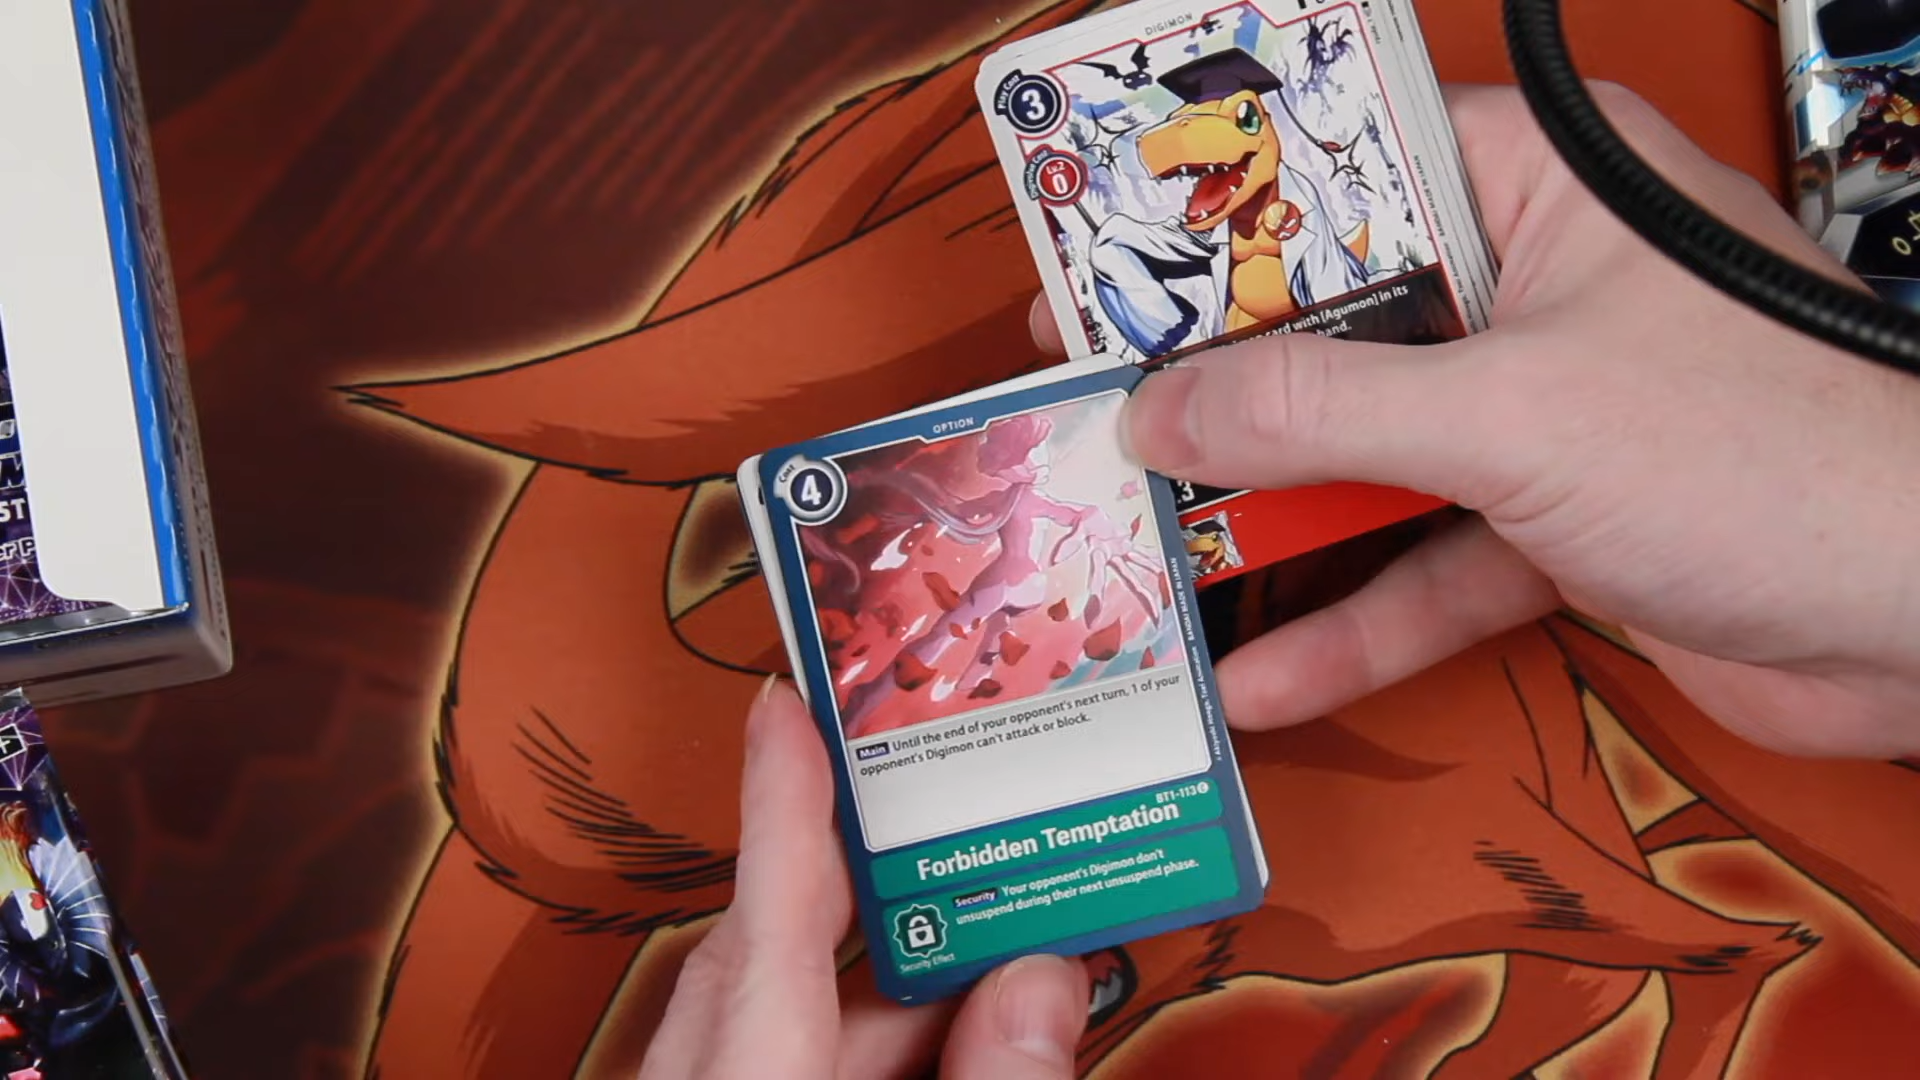 DIGIMON
Play Cost
3
Lv.2
0
card with [Agumon] in its
hand.
OPTION
Cost
4
Main Until the end of your opponent's next turn, 1 of your
opponent's Digimon can't attack or block.
BT1-113 C
Forbidden Temptation
Security Your opponent's Digimon don't
unsuspend during their next unsuspend phase.
Security Effect
BANDAI MADE IN JAPAN
.3
ST